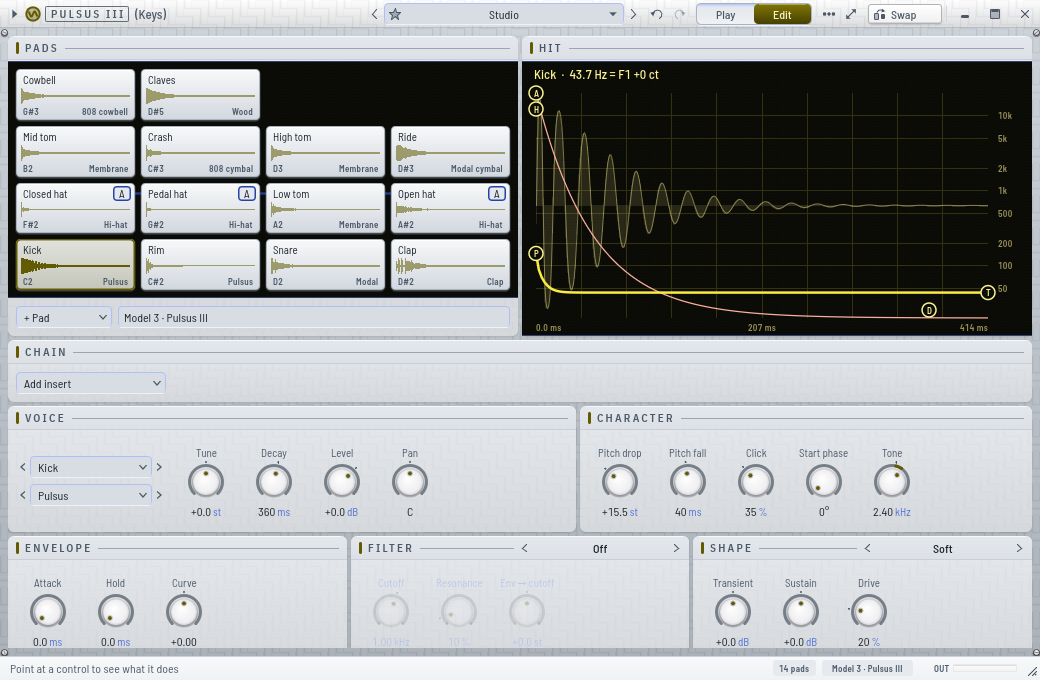 PULSUS III (Keys) Studio Play Edit Swap
PADS
Cowbell
G#3 808 cowbell
Claves
D#5 Wood
Mid tom
B2 Membrane
Crash
C#3 808 cymbal
High tom
D3 Membrane
Ride
D#3 Modal cymbal
Closed hat A
F#2 Hi-hat
Pedal hat A
G#2 Hi-hat
Low tom
A2 Membrane
Open hat A
A#2 Hi-hat
Kick
C2 Pulsus
Rim
C#2 Pulsus
Snare
D2 Modal
Clap
D#2 Clap
+ Pad Model 3 · Pulsus III
HIT
Kick · 43.7 Hz = F1 +0 ct
A
H
P
T
D
10k
5k
2k
1k
500
200
100
50
0.0 ms 207 ms 414 ms
CHAIN
Add insert
VOICE
Kick
Pulsus
Tune Decay Level Pan
+0.0 st 360 ms +0.0 dB C
CHARACTER
Pitch drop Pitch fall Click Start phase Tone
+15.5 st 40 ms 35 % 0° 2.40 kHz
ENVELOPE
Attack Hold Curve
0.0 ms 0.0 ms +0.00
FILTER Off
Cutoff Resonance Env → cutoff
1.00 kHz 10 % +0.0 st
SHAPE Soft
Transient Sustain Drive
+0.0 dB +0.0 dB 20 %
Point at a control to see what it does 14 pads Model 3 · Pulsus III OUT